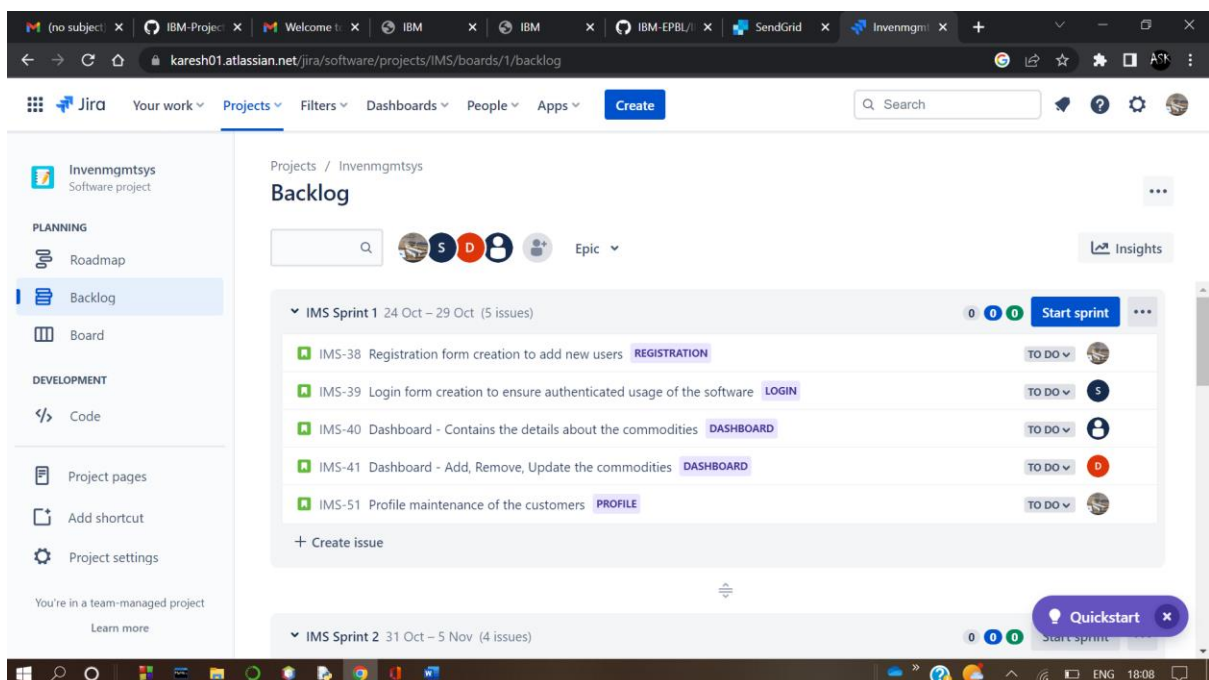 (no subject)
IBM-Project
Welcome to
IBM
IBM
IBM-EPBL/I
SendGrid
Invenmgmt
karesh01.atlassian.net/jira/software/projects/IMS/boards/1/backlog
ASK
Jira Your work Projects Filters Dashboards People Apps Create Search
Invenmgmtsys
Software project
PLANNING
Roadmap
Backlog
Board
DEVELOPMENT
Code
Project pages
Add shortcut
Project settings
You're in a team-managed project
Learn more
Projects / Invenmgmtsys
Backlog
S D Epic Insights
IMS Sprint 1 24 Oct – 29 Oct (5 issues) 0 0 0 Start sprint
IMS-38 Registration form creation to add new users REGISTRATION TO DO
IMS-39 Login form creation to ensure authenticated usage of the software LOGIN TO DO S
IMS-40 Dashboard - Contains the details about the commodities DASHBOARD TO DO
IMS-41 Dashboard - Add, Remove, Update the commodities DASHBOARD TO DO D
IMS-51 Profile maintenance of the customers PROFILE TO DO
+ Create issue
Quickstart
IMS Sprint 2 31 Oct – 5 Nov (4 issues) 0 0 0 Start sprint
ENG 18:08